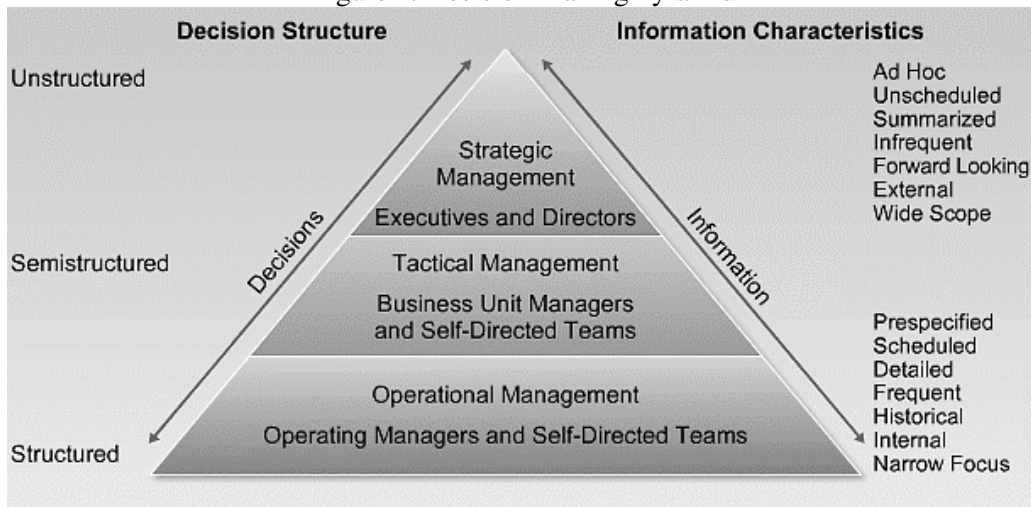 Decision Structure
Information Characteristics
Unstructured
Semistructured
Structured
Decisions
Strategic
Management
Executives and Directors
Tactical Management
Business Unit Managers
and Self-Directed Teams
Operational Management
Operating Managers and Self-Directed Teams
Information
Ad Hoc
Unscheduled
Summarized
Infrequent
Forward Looking
External
Wide Scope
Prespecified
Scheduled
Detailed
Frequent
Historical
Internal
Narrow Focus